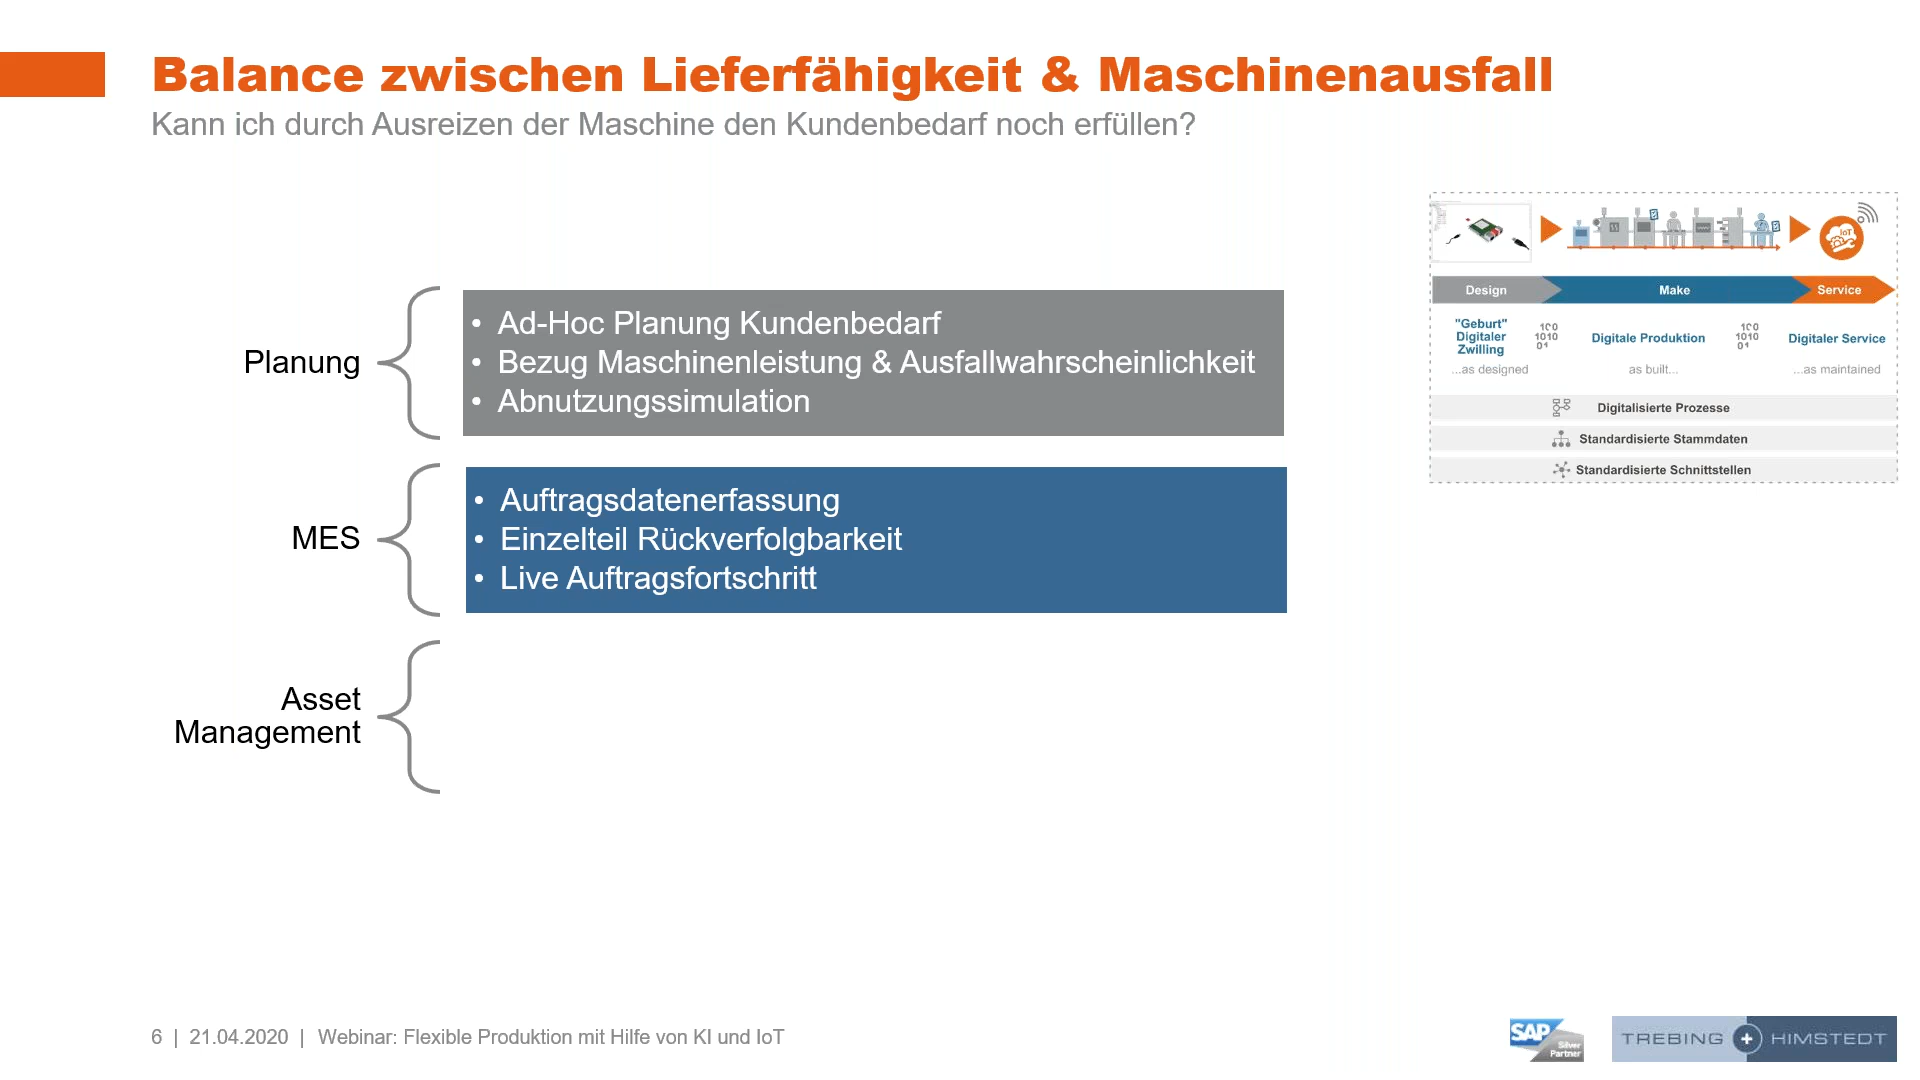 Balance zwischen Lieferfähigkeit & Maschinenausfall
Kann ich durch Ausreizen der Maschine den Kundenbedarf noch erfüllen?
Planung
• Ad-Hoc Planung Kundenbedarf
• Bezug Maschinenleistung & Ausfallwahrscheinlichkeit
• Abnutzungssimulation
MES
• Auftragsdatenerfassung
• Einzelteil Rückverfolgbarkeit
• Live Auftragsfortschritt
Asset
Management
IoT
Design
Make
Service
"Geburt"
Digitaler
Zwilling
Digitale Produktion
Digitaler Service
...as designed
as built...
...as maintained
Digitalisierte Prozesse
Standardisierte Stammdaten
Standardisierte Schnittstellen
6 | 21.04.2020 | Webinar: Flexible Produktion mit Hilfe von KI und IoT
SAP
Silver
Partner
TREBING + HIMSTEDT